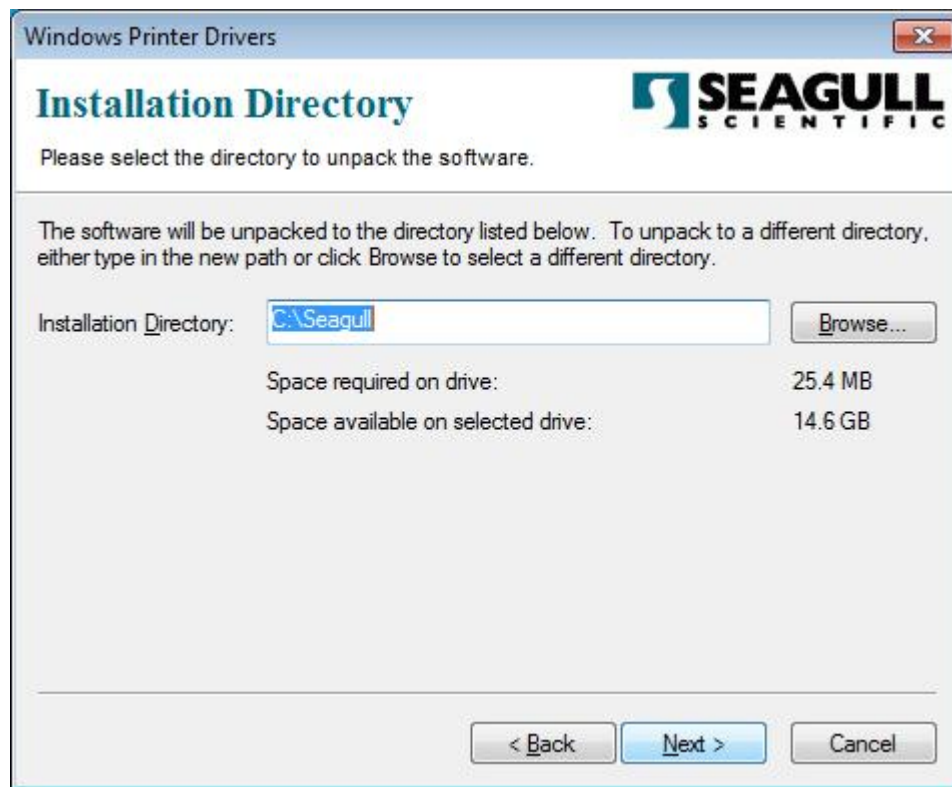 Windows Printer Drivers
Installation Directory
SEAGULL
SCIENTIFIC
Please select the directory to unpack the software.
The software will be unpacked to the directory listed below.  To unpack to a different directory,
either type in the new path or click Browse to select a different directory.
Installation Directory: C:\Seagull Browse...
Space required on drive: 25.4 MB
Space available on selected drive: 14.6 GB
< Back Next > Cancel